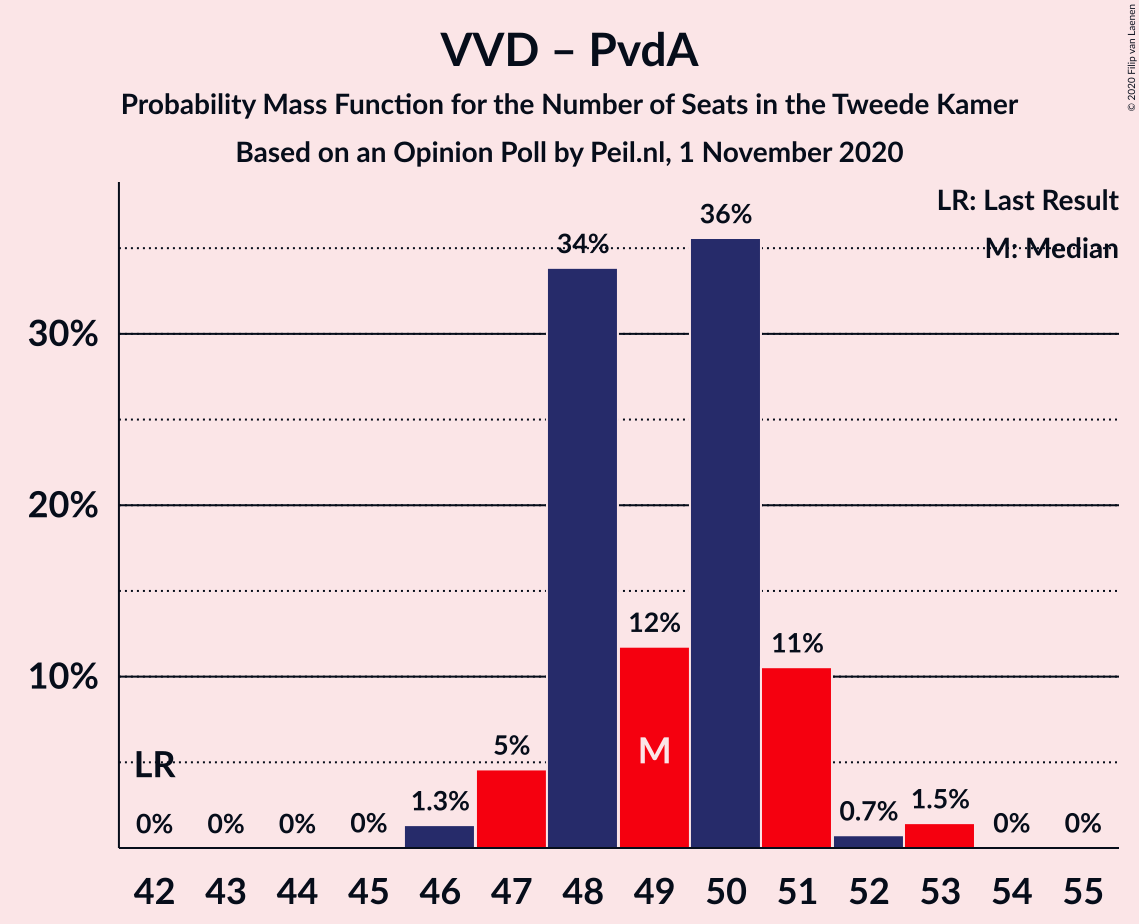 VVD – PvdA
Probability Mass Function for the Number of Seats in the Tweede Kamer
Based on an Opinion Poll by Peil.nl, 1 November 2020
© 2020 Filip van Laenen
LR: Last Result
M: Median
30%
20%
10%
LR
0%
0%
0%
0%
1.3%
5%
34%
12%
M
36%
11%
0.7%
1.5%
0%
0%
42 43 44 45 46 47 48 49 50 51 52 53 54 55